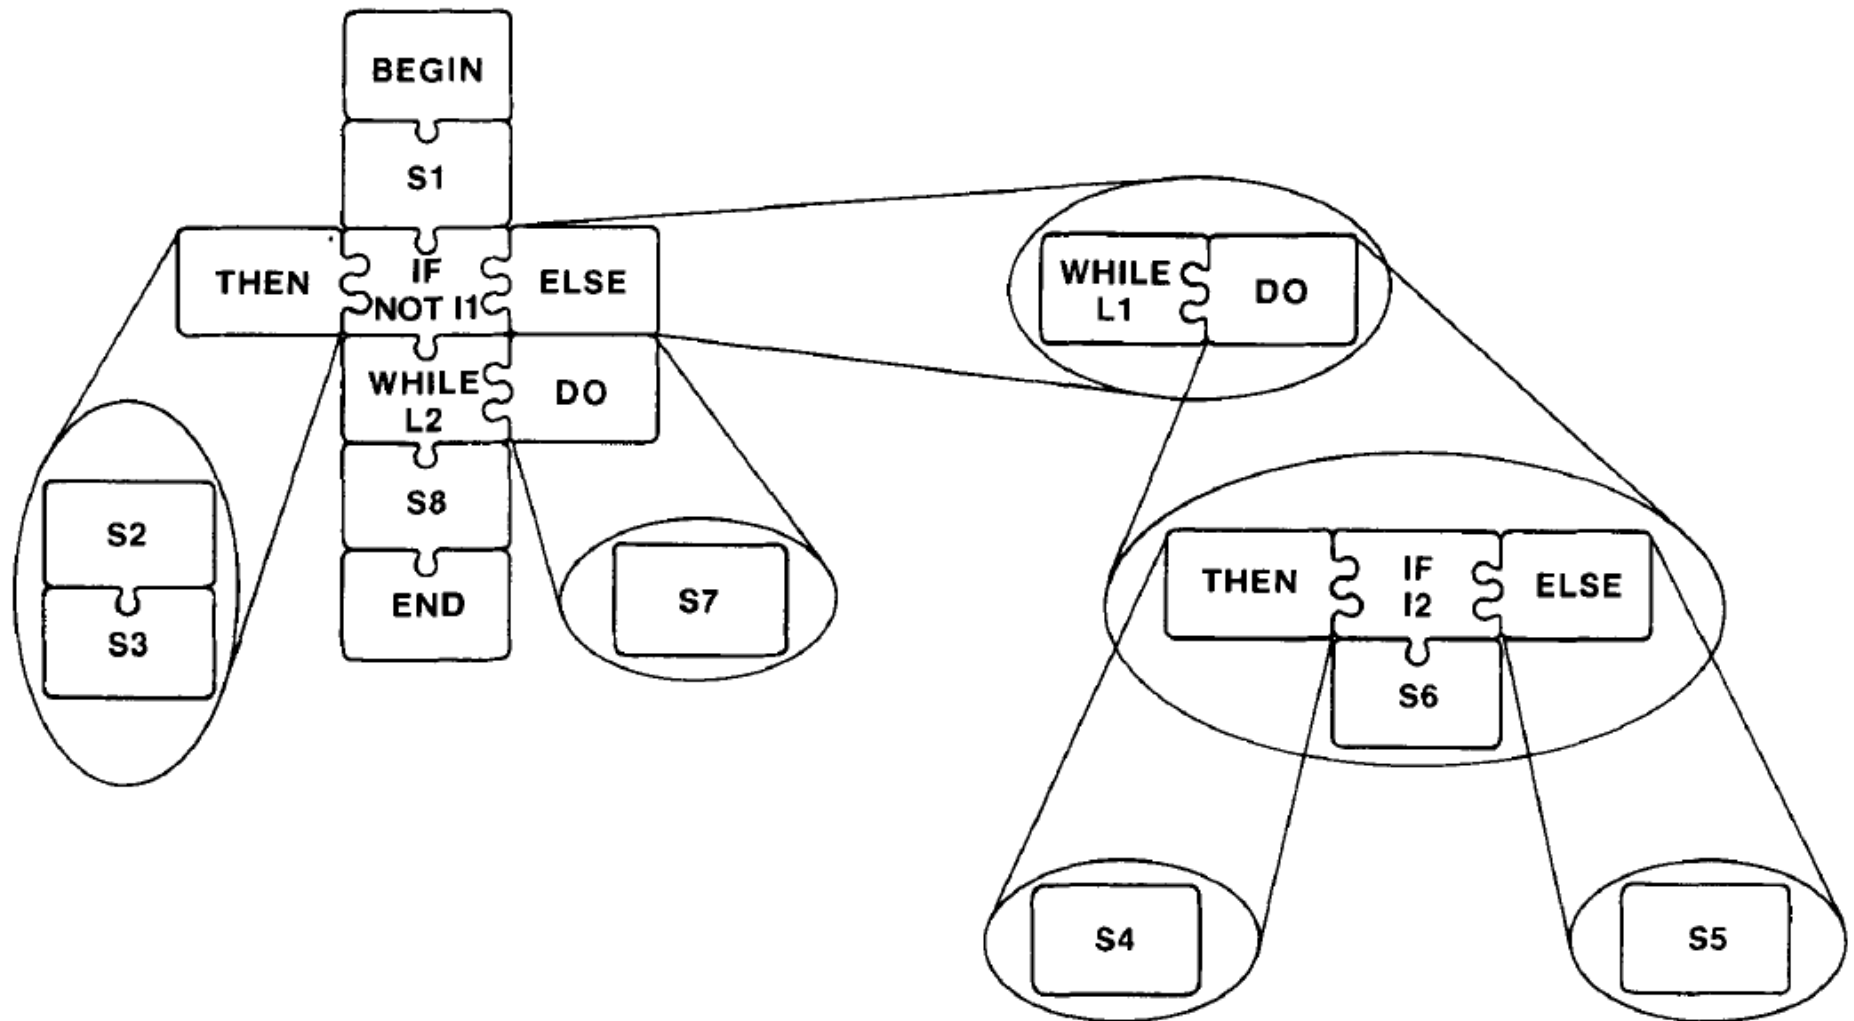 BEGIN
S1
THEN
IF
NOT I1
ELSE
WHILE
L1
DO
WHILE
L2
DO
S8
END
S2
S3
S7
THEN
IF
I2
ELSE
S6
S4
S5